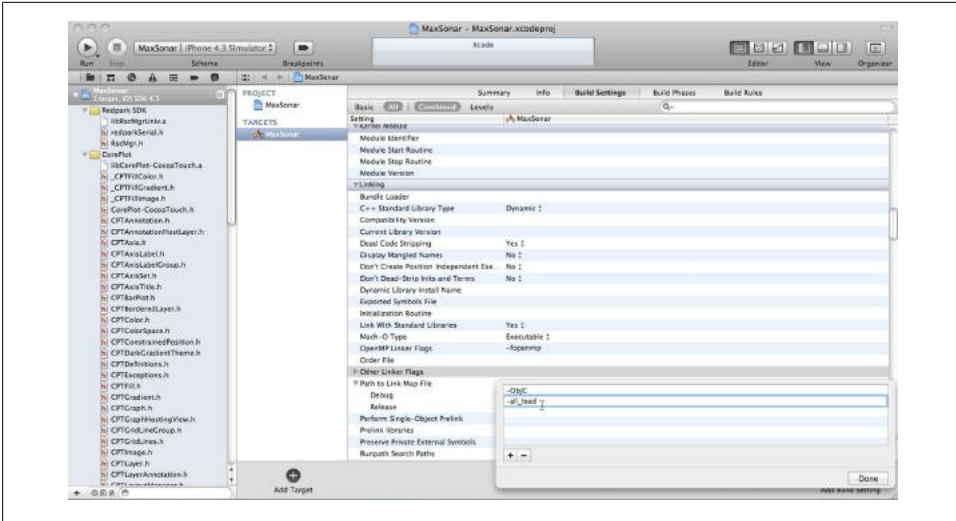 MaxSonar - MaxSonar.xcodeproj
MaxSonar | iPhone 4.3 Simulator
Xcode
Run
Stop
Scheme
Breakpoints
Editor
View
Organizer
MaxSonar
MaxSonar
1 target, iOS SDK 4.3
Redpark SDK
libRscMgrUniv.a
redparkSerial.h
RscMgr.h
CorePlot
libCorePlot-CocoaTouch.a
_CPTFillColor.h
_CPTFillGradient.h
_CPTFillImage.h
CorePlot-CocoaTouch.h
CPTAnnotation.h
CPTAnnotationHostLayer.h
CPTAxis.h
CPTAxisLabel.h
CPTAxisLabelGroup.h
CPTAxisSet.h
CPTAxisTitle.h
CPTBarPlot.h
CPTBorderedLayer.h
CPTColor.h
CPTColorSpace.h
CPTConstrainedPosition.h
CPTDarkGradientTheme.h
CPTDefinitions.h
CPTExceptions.h
CPTFill.h
CPTGradient.h
CPTGraph.h
CPTGraphHostingView.h
CPTGridLineGroup.h
CPTGridLines.h
CPTImage.h
CPTLayer.h
CPTLayerAnnotation.h
PROJECT
MaxSonar
TARGETS
MaxSonar
Add Target
Summary Info Build Settings Build Phases Build Rules
Basic All Combined Levels
Setting MaxSonar
Kernel Module
Module Identifier
Module Start Routine
Module Stop Routine
Module Version
Linking
Bundle Loader
C++ Standard Library Type Dynamic
Compatibility Version
Current Library Version
Dead Code Stripping Yes
Display Mangled Names No
Don't Create Position Independent Exe... No
Don't Dead-Strip Inits and Terms No
Dynamic Library Install Name
Exported Symbols File
Initialization Routine
Link With Standard Libraries Yes
Mach-O Type Executable
OpenMP Linker Flags -fopenmp
Order File
Other Linker Flags
Path to Link Map File
Debug
Release
Perform Single-Object Prelink
Prelink libraries
Preserve Private External Symbols
Runpath Search Paths
-ObjC
-all_load
+ -
Done
Add Build Setting